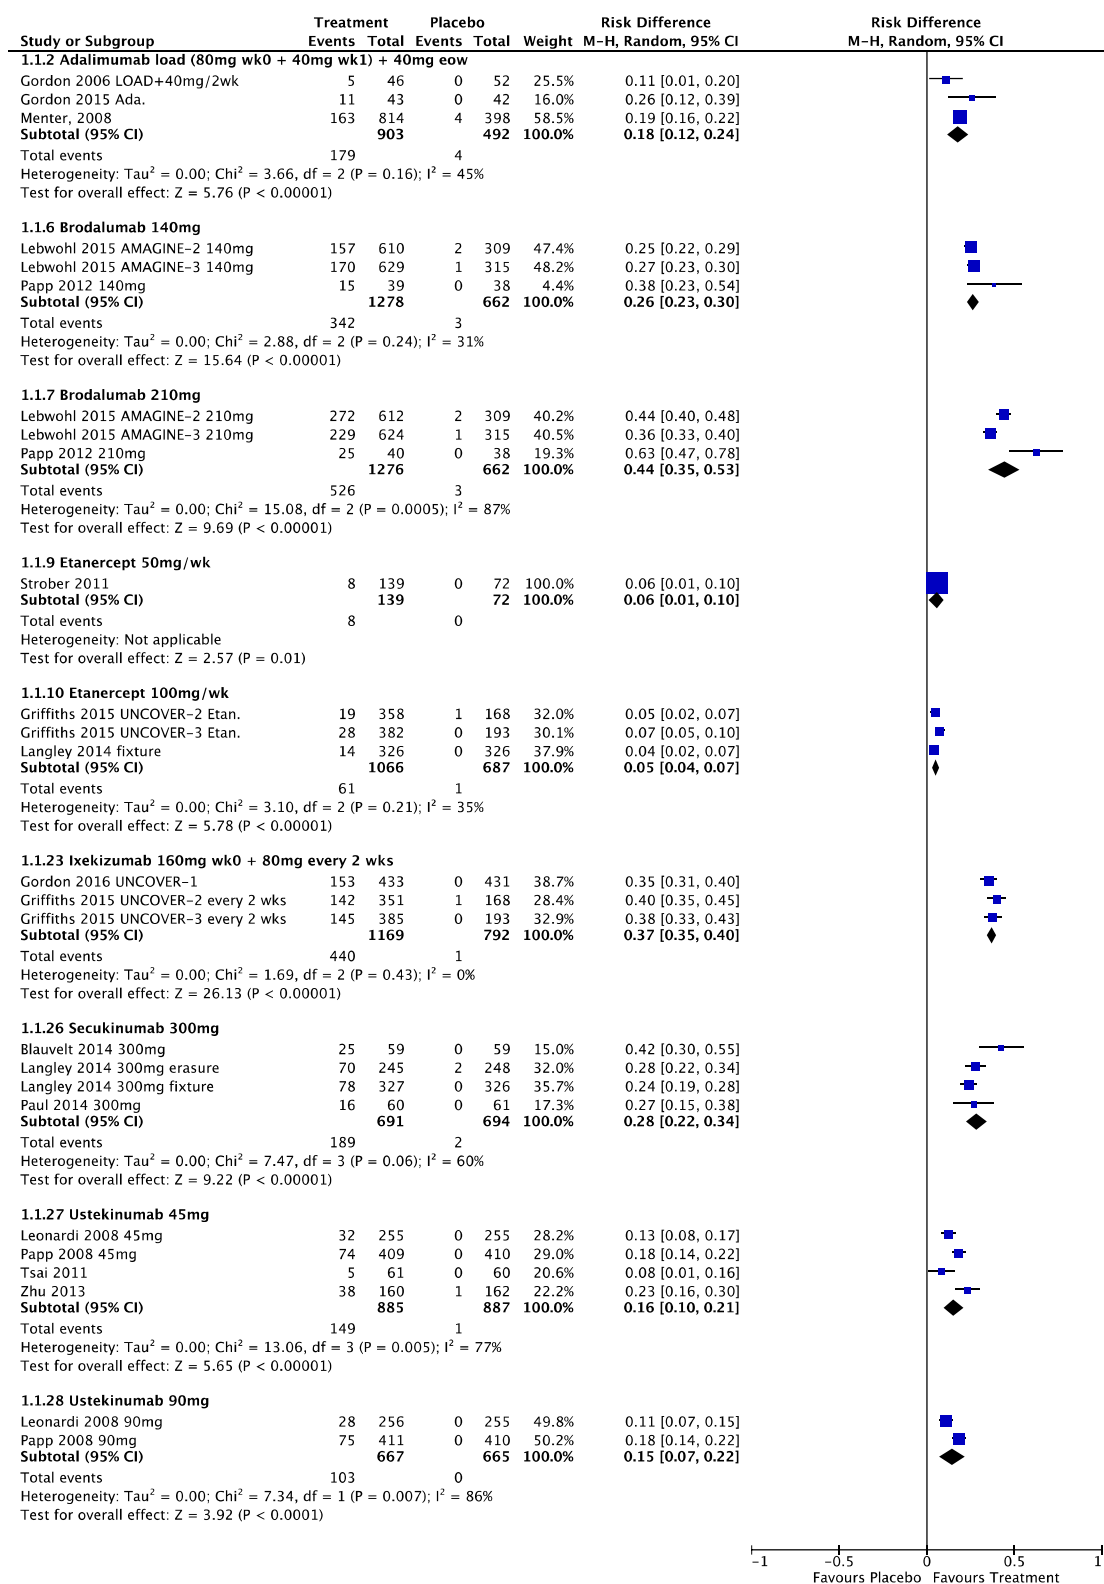 Treatment Placebo Risk Difference Risk Difference
Study or Subgroup Events Total Events Total Weight M-H, Random, 95% CI M-H, Random, 95% CI
1.1.2 Adalimumab load (80mg wk0 + 40mg wk1) + 40mg eow
Gordon 2006 LOAD+40mg/2wk 5 46 0 52 25.5% 0.11 [0.01, 0.20]
Gordon 2015 Ada. 11 43 0 42 16.0% 0.26 [0.12, 0.39]
Menter, 2008 163 814 4 398 58.5% 0.19 [0.16, 0.22]
Subtotal (95% CI) 903 492 100.0% 0.18 [0.12, 0.24]
Total events 179 4
Heterogeneity: Tau² = 0.00; Chi² = 3.66, df = 2 (P = 0.16); I² = 45%
Test for overall effect: Z = 5.76 (P < 0.00001)
1.1.6 Brodalumab 140mg
Lebwohl 2015 AMAGINE-2 140mg 157 610 2 309 47.4% 0.25 [0.22, 0.29]
Lebwohl 2015 AMAGINE-3 140mg 170 629 1 315 48.2% 0.27 [0.23, 0.30]
Papp 2012 140mg 15 39 0 38 4.4% 0.38 [0.23, 0.54]
Subtotal (95% CI) 1278 662 100.0% 0.26 [0.23, 0.30]
Total events 342 3
Heterogeneity: Tau² = 0.00; Chi² = 2.88, df = 2 (P = 0.24); I² = 31%
Test for overall effect: Z = 15.64 (P < 0.00001)
1.1.7 Brodalumab 210mg
Lebwohl 2015 AMAGINE-2 210mg 272 612 2 309 40.2% 0.44 [0.40, 0.48]
Lebwohl 2015 AMAGINE-3 210mg 229 624 1 315 40.5% 0.36 [0.33, 0.40]
Papp 2012 210mg 25 40 0 38 19.3% 0.63 [0.47, 0.78]
Subtotal (95% CI) 1276 662 100.0% 0.44 [0.35, 0.53]
Total events 526 3
Heterogeneity: Tau² = 0.00; Chi² = 15.08, df = 2 (P = 0.0005); I² = 87%
Test for overall effect: Z = 9.69 (P < 0.00001)
1.1.9 Etanercept 50mg/wk
Strober 2011 8 139 0 72 100.0% 0.06 [0.01, 0.10]
Subtotal (95% CI) 139 72 100.0% 0.06 [0.01, 0.10]
Total events 8 0
Heterogeneity: Not applicable
Test for overall effect: Z = 2.57 (P = 0.01)
1.1.10 Etanercept 100mg/wk
Griffiths 2015 UNCOVER-2 Etan. 19 358 1 168 32.0% 0.05 [0.02, 0.07]
Griffiths 2015 UNCOVER-3 Etan. 28 382 0 193 30.1% 0.07 [0.05, 0.10]
Langley 2014 fixture 14 326 0 326 37.9% 0.04 [0.02, 0.07]
Subtotal (95% CI) 1066 687 100.0% 0.05 [0.04, 0.07]
Total events 61 1
Heterogeneity: Tau² = 0.00; Chi² = 3.10, df = 2 (P = 0.21); I² = 35%
Test for overall effect: Z = 5.78 (P < 0.00001)
1.1.23 Ixekizumab 160mg wk0 + 80mg every 2 wks
Gordon 2016 UNCOVER-1 153 433 0 431 38.7% 0.35 [0.31, 0.40]
Griffiths 2015 UNCOVER-2 every 2 wks 142 351 1 168 28.4% 0.40 [0.35, 0.45]
Griffiths 2015 UNCOVER-3 every 2 wks 145 385 0 193 32.9% 0.38 [0.33, 0.43]
Subtotal (95% CI) 1169 792 100.0% 0.37 [0.35, 0.40]
Total events 440 1
Heterogeneity: Tau² = 0.00; Chi² = 1.69, df = 2 (P = 0.43); I² = 0%
Test for overall effect: Z = 26.13 (P < 0.00001)
1.1.26 Secukinumab 300mg
Blauvelt 2014 300mg 25 59 0 59 15.0% 0.42 [0.30, 0.55]
Langley 2014 300mg erasure 70 245 2 248 32.0% 0.28 [0.22, 0.34]
Langley 2014 300mg fixture 78 327 0 326 35.7% 0.24 [0.19, 0.28]
Paul 2014 300mg 16 60 0 61 17.3% 0.27 [0.15, 0.38]
Subtotal (95% CI) 691 694 100.0% 0.28 [0.22, 0.34]
Total events 189 2
Heterogeneity: Tau² = 0.00; Chi² = 7.47, df = 3 (P = 0.06); I² = 60%
Test for overall effect: Z = 9.22 (P < 0.00001)
1.1.27 Ustekinumab 45mg
Leonardi 2008 45mg 32 255 0 255 28.2% 0.13 [0.08, 0.17]
Papp 2008 45mg 74 409 0 410 29.0% 0.18 [0.14, 0.22]
Tsai 2011 5 61 0 60 20.6% 0.08 [0.01, 0.16]
Zhu 2013 38 160 1 162 22.2% 0.23 [0.16, 0.30]
Subtotal (95% CI) 885 887 100.0% 0.16 [0.10, 0.21]
Total events 149 1
Heterogeneity: Tau² = 0.00; Chi² = 13.06, df = 3 (P = 0.005); I² = 77%
Test for overall effect: Z = 5.65 (P < 0.00001)
1.1.28 Ustekinumab 90mg
Leonardi 2008 90mg 28 256 0 255 49.8% 0.11 [0.07, 0.15]
Papp 2008 90mg 75 411 0 410 50.2% 0.18 [0.14, 0.22]
Subtotal (95% CI) 667 665 100.0% 0.15 [0.07, 0.22]
Total events 103 0
Heterogeneity: Tau² = 0.00; Chi² = 7.34, df = 1 (P = 0.007); I² = 86%
Test for overall effect: Z = 3.92 (P < 0.0001)
-1 -0.5 0 0.5 1
Favours Placebo Favours Treatment